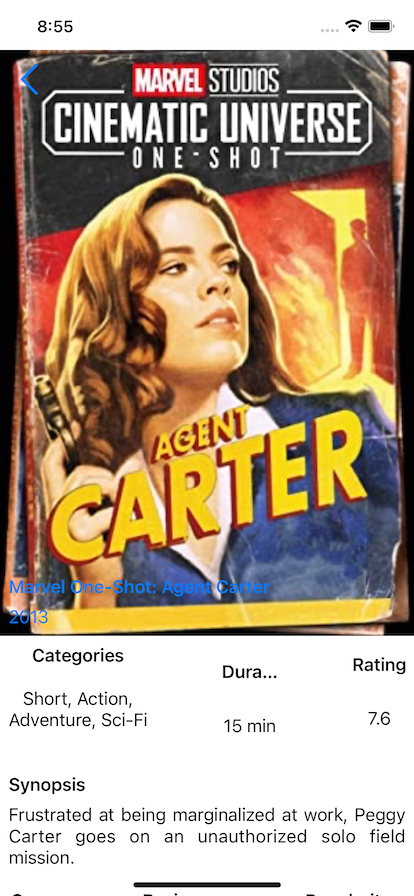 8:55
MARVEL STUDIOS
CINEMATIC UNIVERSE
ONE-SHOT
AGENT
CARTER
Marvel One-Shot: Agent Carter
2013
Categories
Dura...
Rating
Short, Action,
Adventure, Sci-Fi
15 min
7.6
Synopsis
Frustrated at being marginalized at work, Peggy
Carter goes on an unauthorized solo field
mission.